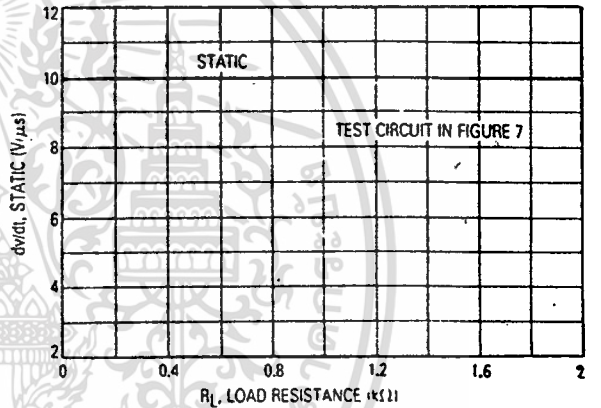 12
10
8
6
4
2
dv/dt, STATIC (V/μs)
STATIC
TEST CIRCUIT IN FIGURE 7
0 0.4 0.8 1.2 1.6 2
RL, LOAD RESISTANCE (kΩ)